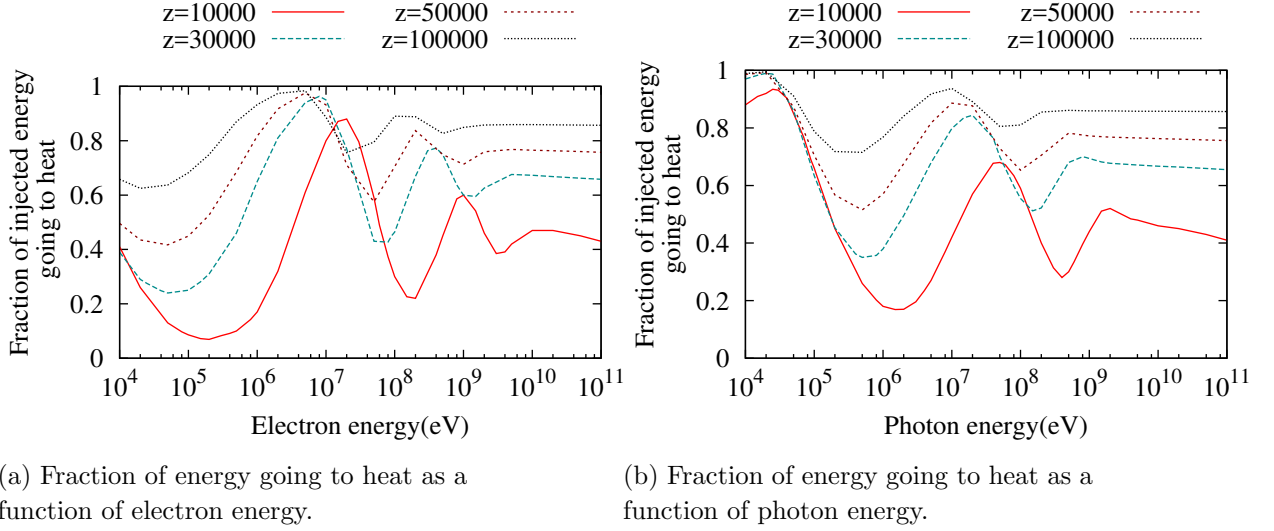 z=10000 z=50000
z=30000 z=100000
Fraction of injected energy
going to heat
1
0.8
0.6
0.4
0.2
0
10^4 10^5 10^6 10^7 10^8 10^9 10^10 10^11
Electron energy(eV)
(a) Fraction of energy going to heat as a
function of electron energy.
z=10000 z=50000
z=30000 z=100000
Fraction of injected energy
going to heat
1
0.8
0.6
0.4
0.2
0
10^4 10^5 10^6 10^7 10^8 10^9 10^10 10^11
Photon energy(eV)
(b) Fraction of energy going to heat as a
function of photon energy.